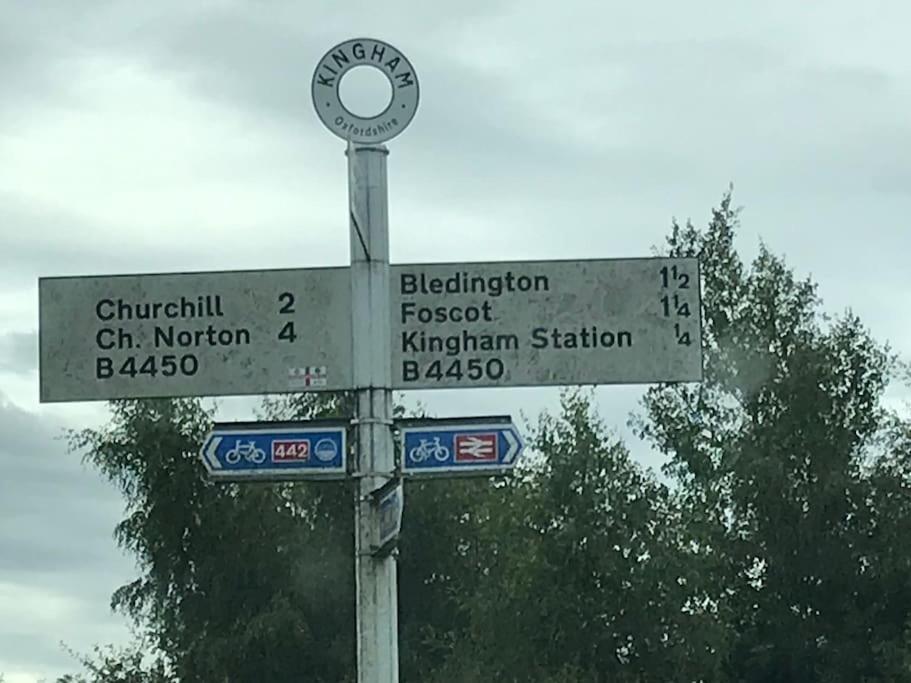 KINGHAM
Oxfordshire
Churchill 2
Ch. Norton 4
B4450
Bledington 1½
Foscot 1¼
Kingham Station ¼
B4450
442